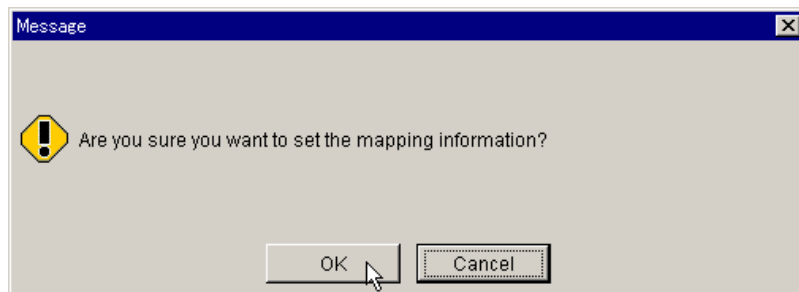 Message
Are you sure you want to set the mapping information?
OK Cancel